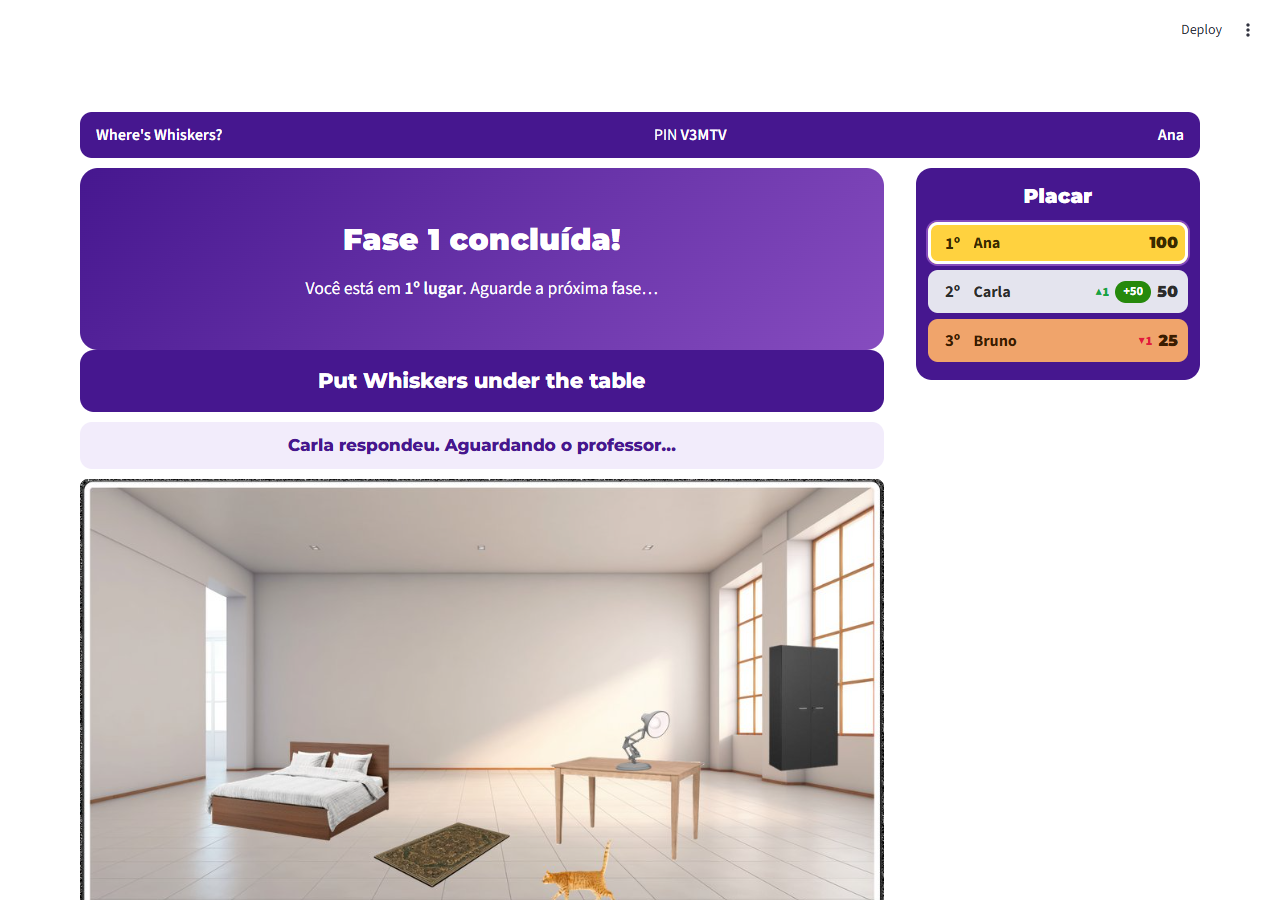 Deploy
Where's Whiskers?
PIN V3MTV
Ana
Fase 1 concluída!
Você está em 1º lugar. Aguarde a próxima fase…
Put Whiskers under the table
Carla respondeu. Aguardando o professor…
Placar
1º Ana 100
2º Carla ▲1 +50 50
3º Bruno ▼1 25